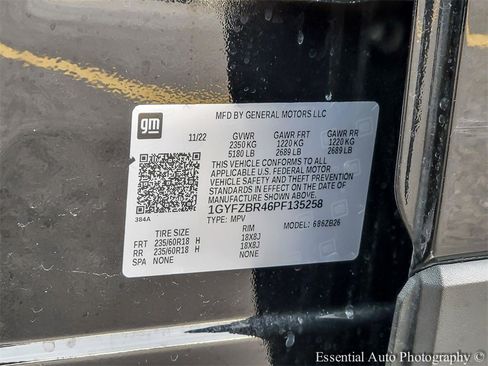 MFD BY GENERAL MOTORS LLC
gm
11/22 GVWR GAWR FRT GAWR RR
2350 KG 1220 KG 1220 KG
5180 LB 2689 LB 2689 LB
THIS VEHICLE CONFORMS TO ALL
APPLICABLE U.S. FEDERAL MOTOR
VEHICLE SAFETY AND THEFT
PREVENTION STANDARDS IN EFFECT
ON THE DATE OF MANUFACTURE
SHOWN ABOVE.
1GYFZBR46PF135258
384A TYPE: MPV MODEL: 6B6ZB26
TIRE SIZE RIM
FRT 235/60R18 H 18X8J
RR 235/60R18 H 18X8J
SPA NONE NONE
Essential Auto Photography ©